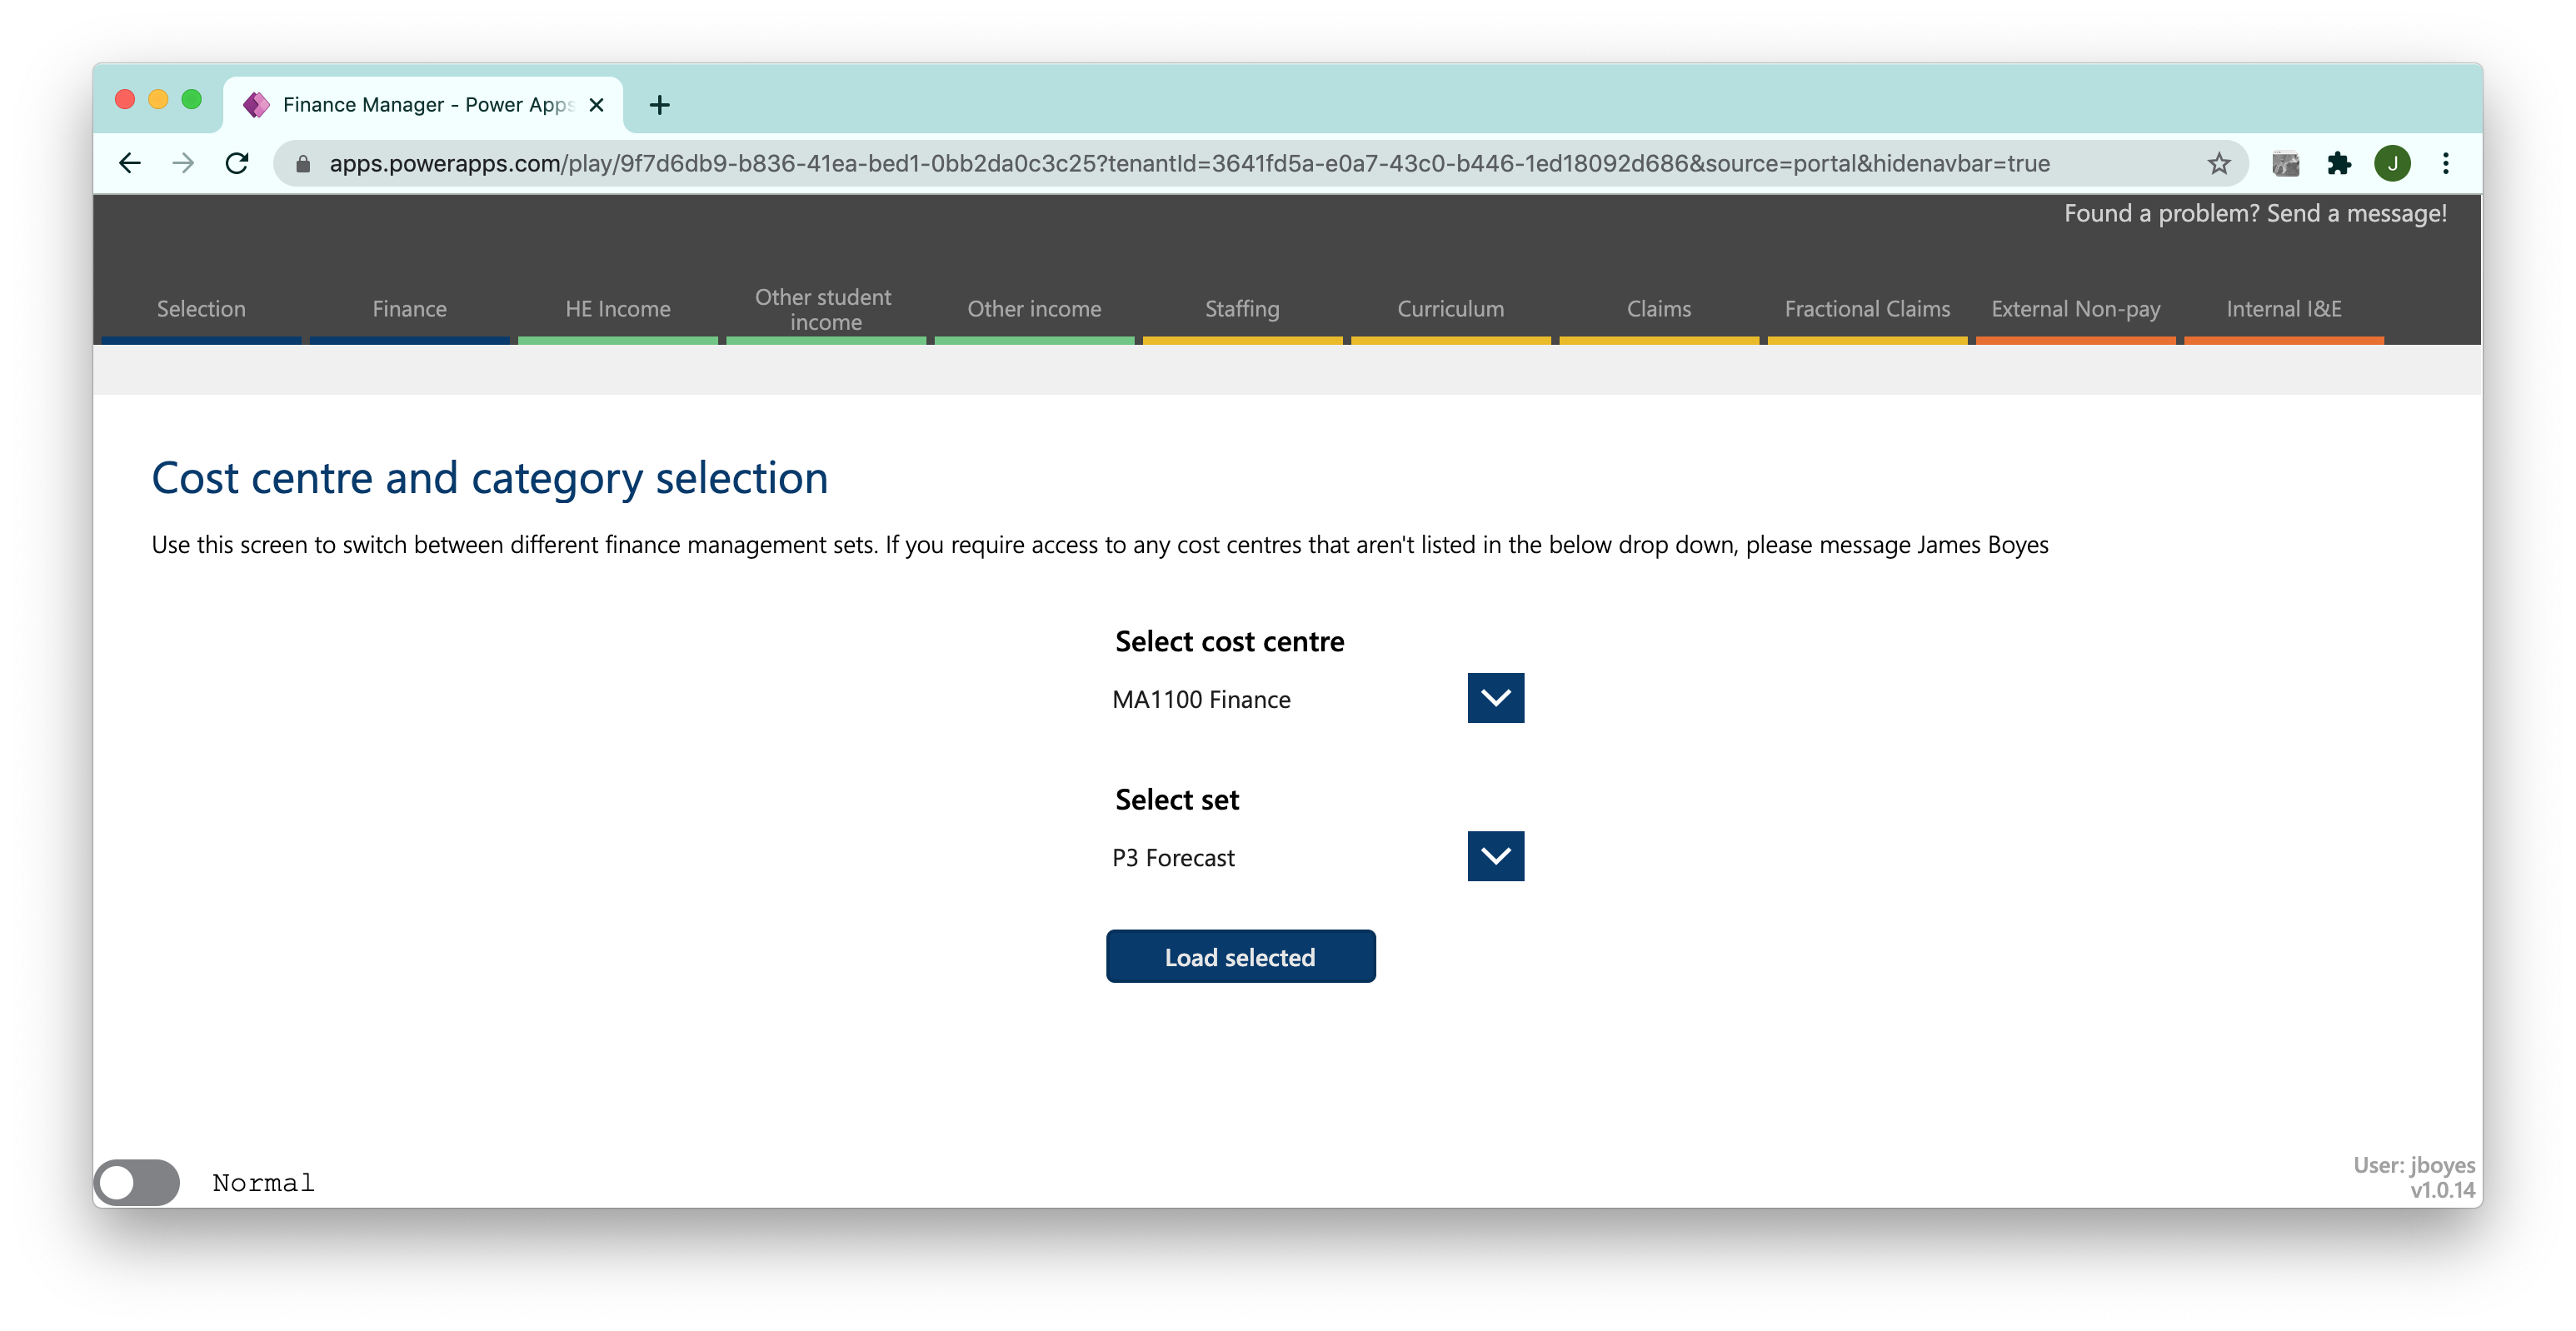 Finance Manager - Power Apps
apps.powerapps.com/play/9f7d6db9-b836-41ea-bed1-0bb2da0c3c25?tenantId=3641fd5a-e0a7-43c0-b446-1ed18092d686&source=portal&hidenavbar=true
J
Found a problem? Send a message!
Selection
Finance
HE Income
Other student
income
Other income
Staffing
Curriculum
Claims
Fractional Claims
External Non-pay
Internal I&E
Cost centre and category selection
Use this screen to switch between different finance management sets. If you require access to any cost centres that aren't listed in the below drop down, please message James Boyes
Select cost centre
MA1100 Finance
Select set
P3 Forecast
Load selected
Normal
User: jboyes
v1.0.14